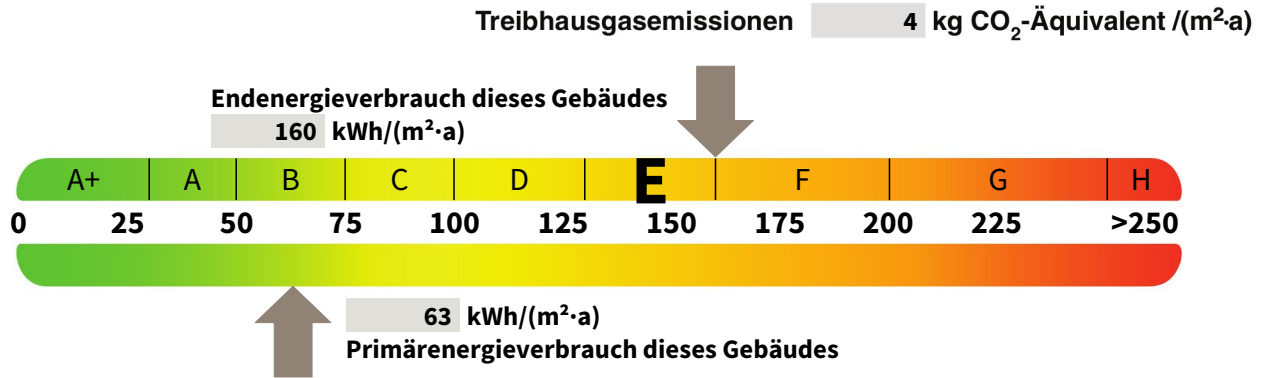 Treibhausgasemissionen 4 kg CO₂-Äquivalent /(m²·a)
Endenergieverbrauch dieses Gebäudes
160 kWh/(m²·a)
A+ A B C D E F G H
0 25 50 75 100 125 150 175 200 225 >250
63 kWh/(m²·a)
Primärenergieverbrauch dieses Gebäudes